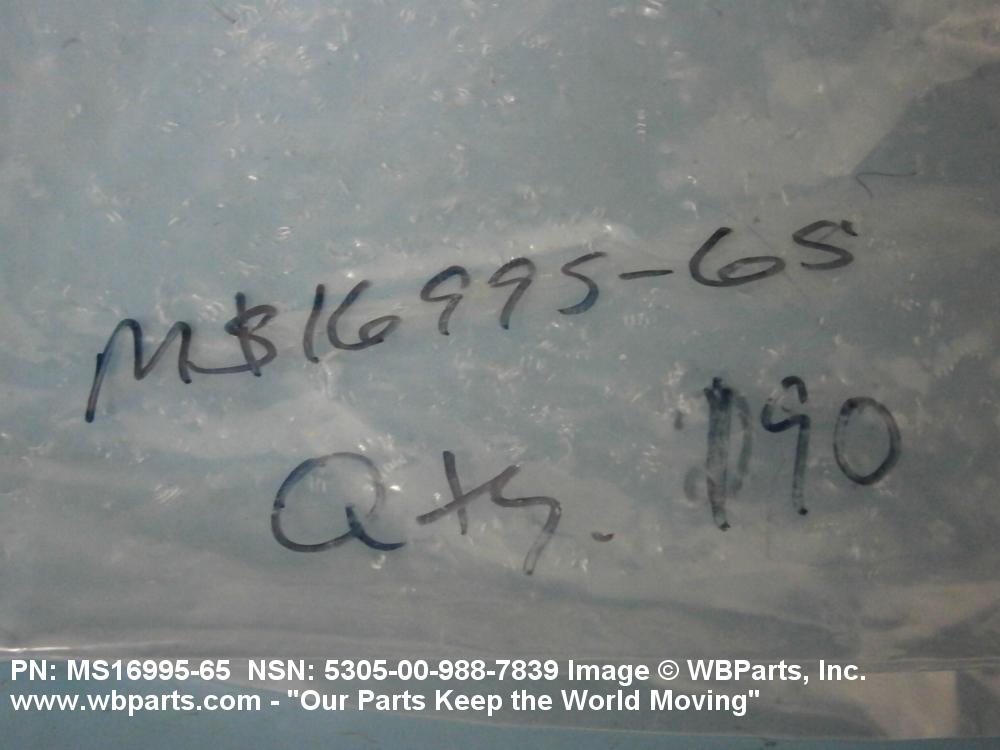 MS16995-65
Qty. 190
PN: MS16995-65 NSN: 5305-00-988-7839 Image © WBParts, Inc.
www.wbparts.com - "Our Parts Keep the World Moving"